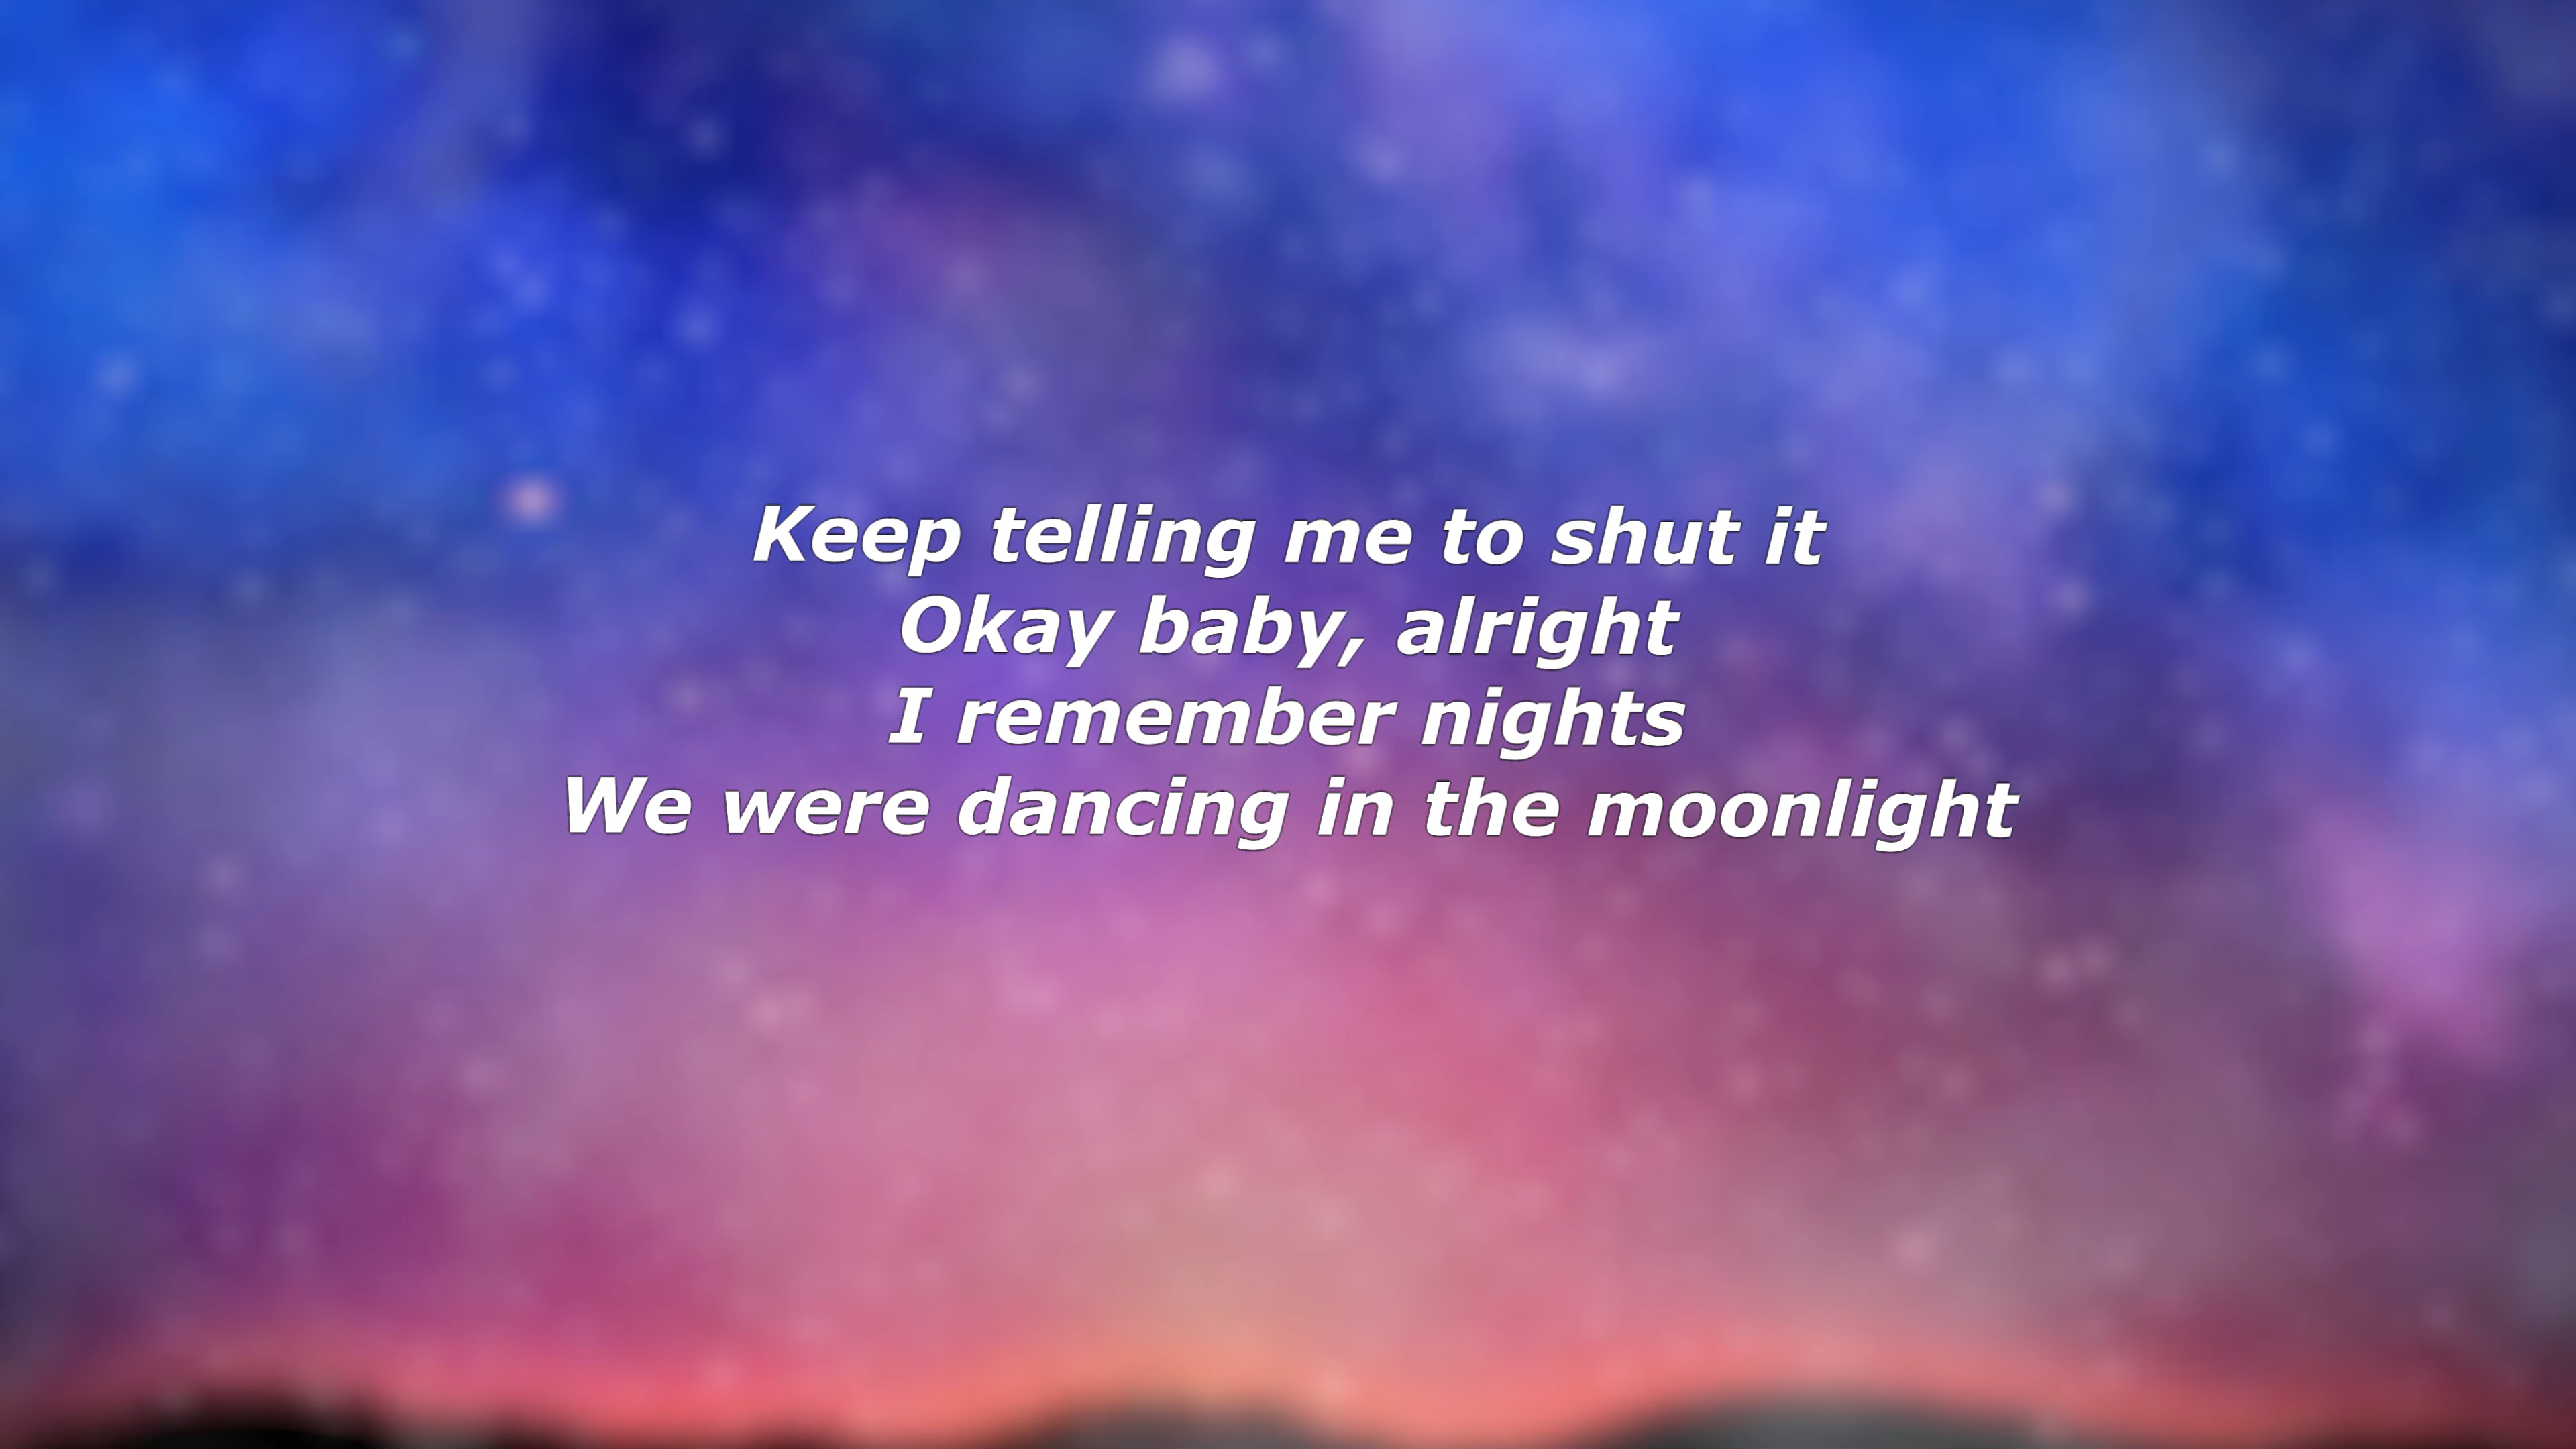 Keep telling me to shut it
Okay baby, alright
I remember nights
We were dancing in the moonlight